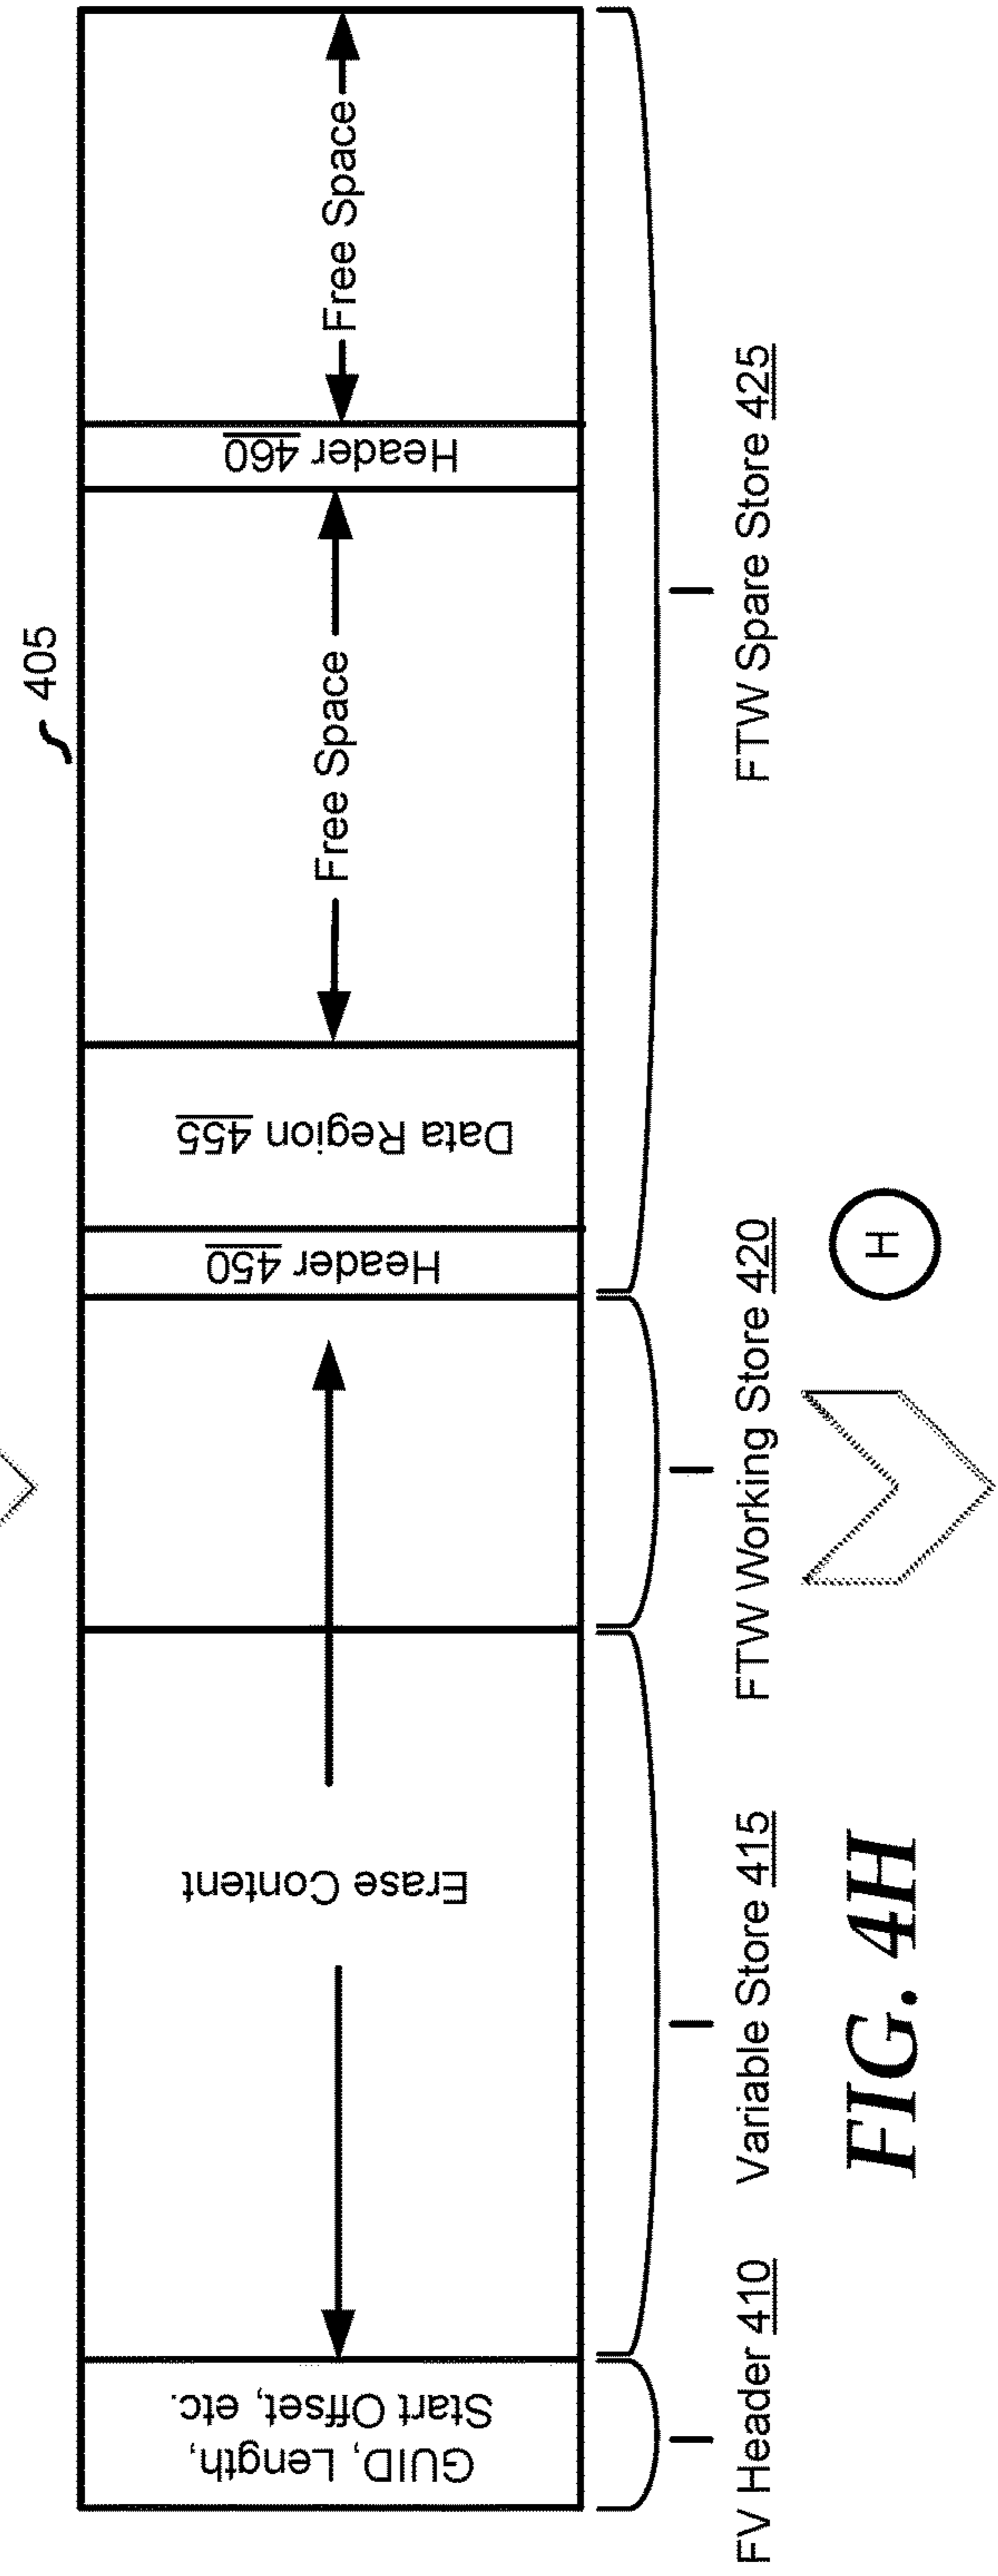 405
GUID, Length,
Start Offset, etc.
Erase Content
Header 450
Data Region 455
Free Space
Header 460
Free Space
FV Header 410
Variable Store 415
FTW Working Store 420
FTW Spare Store 425
H
FIG. 4H